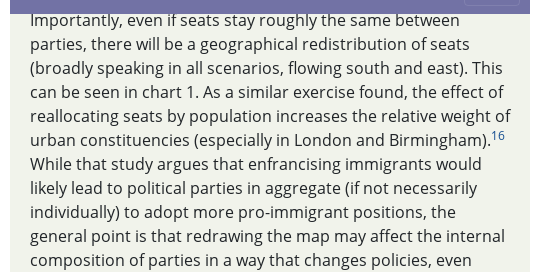 Importantly, even if seats stay roughly the same between
parties, there will be a geographical redistribution of seats
(broadly speaking in all scenarios, flowing south and east). This
can be seen in chart 1. As a similar exercise found, the effect of
reallocating seats by population increases the relative weight of
urban constituencies (especially in London and Birmingham).16
While that study argues that enfrancising immigrants would
likely lead to political parties in aggregate (if not necessarily
individually) to adopt more pro-immigrant positions, the
general point is that redrawing the map may affect the internal
composition of parties in a way that changes policies, even